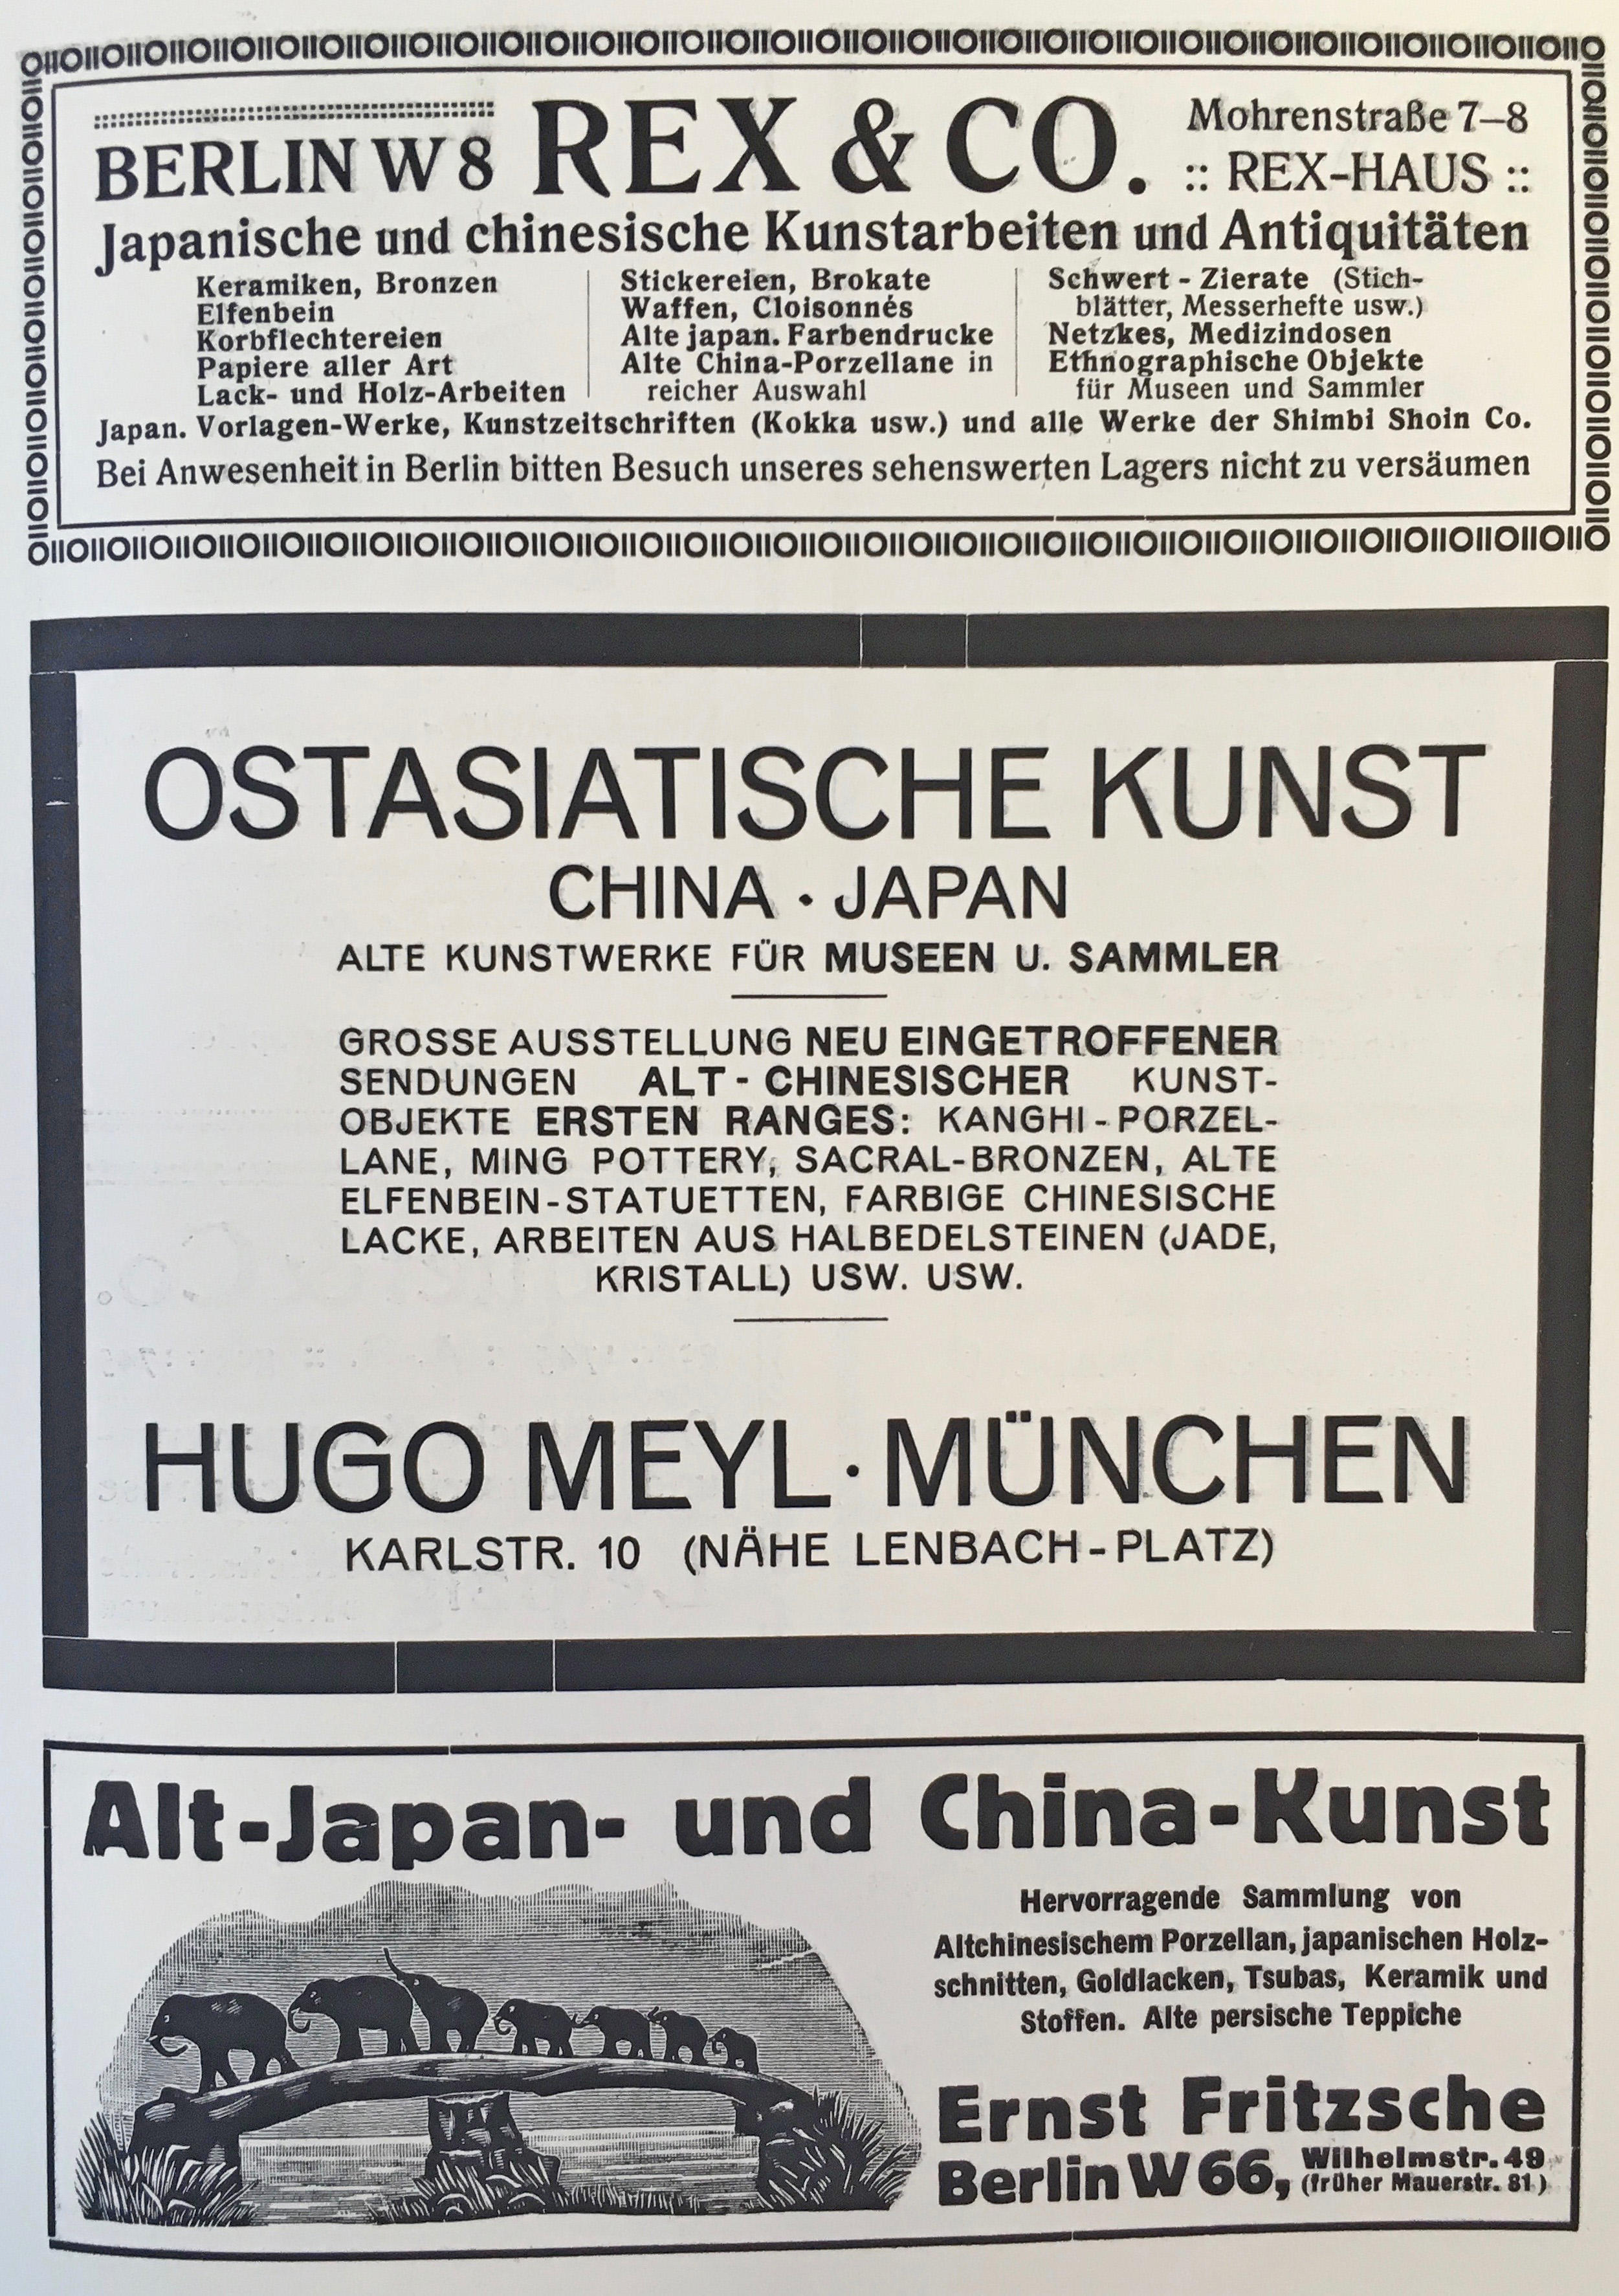 BERLIN W 8 REX & CO. Mohrenstraße 7–8
:: REX-HAUS ::
Japanische und chinesische Kunstarbeiten und Antiquitäten
Keramiken, Bronzen
Elfenbein
Korbflechtereien
Papiere aller Art
Lack- und Holz-Arbeiten
Stickereien, Brokate
Waffen, Cloisonnés
Alte japan. Farbendrucke
Alte China-Porzellane in
reicher Auswahl
Schwert - Zierate (Stich-
blätter, Messerhefte usw.)
Netzkes, Medizindosen
Ethnographische Objekte
für Museen und Sammler
Japan. Vorlagen-Werke, Kunstzeitschriften (Kokka usw.) und alle Werke der Shimbi Shoin Co.
Bei Anwesenheit in Berlin bitten Besuch unseres sehenswerten Lagers nicht zu versäumen
OSTASIATISCHE KUNST
CHINA · JAPAN
ALTE KUNSTWERKE FÜR MUSEEN U. SAMMLER
GROSSE AUSSTELLUNG NEU EINGETROFFENER
SENDUNGEN ALT - CHINESISCHER KUNST-
OBJEKTE ERSTEN RANGES: KANGHI - PORZEL-
LANE, MING POTTERY, SACRAL-BRONZEN, ALTE
ELFENBEIN-STATUETTEN, FARBIGE CHINESISCHE
LACKE, ARBEITEN AUS HALBEDELSTEINEN (JADE,
KRISTALL) USW. USW.
HUGO MEYL · MÜNCHEN
KARLSTR. 10 (NÄHE LENBACH-PLATZ)
Alt-Japan- und China-Kunst
Hervorragende Sammlung von
Altchinesischem Porzellan, japanischen Holz-
schnitten, Goldlacken, Tsubas, Keramik und
Stoffen. Alte persische Teppiche
Ernst Fritzsche
Berlin W 66, Wilhelmstr. 49
(früher Mauerstr. 81)